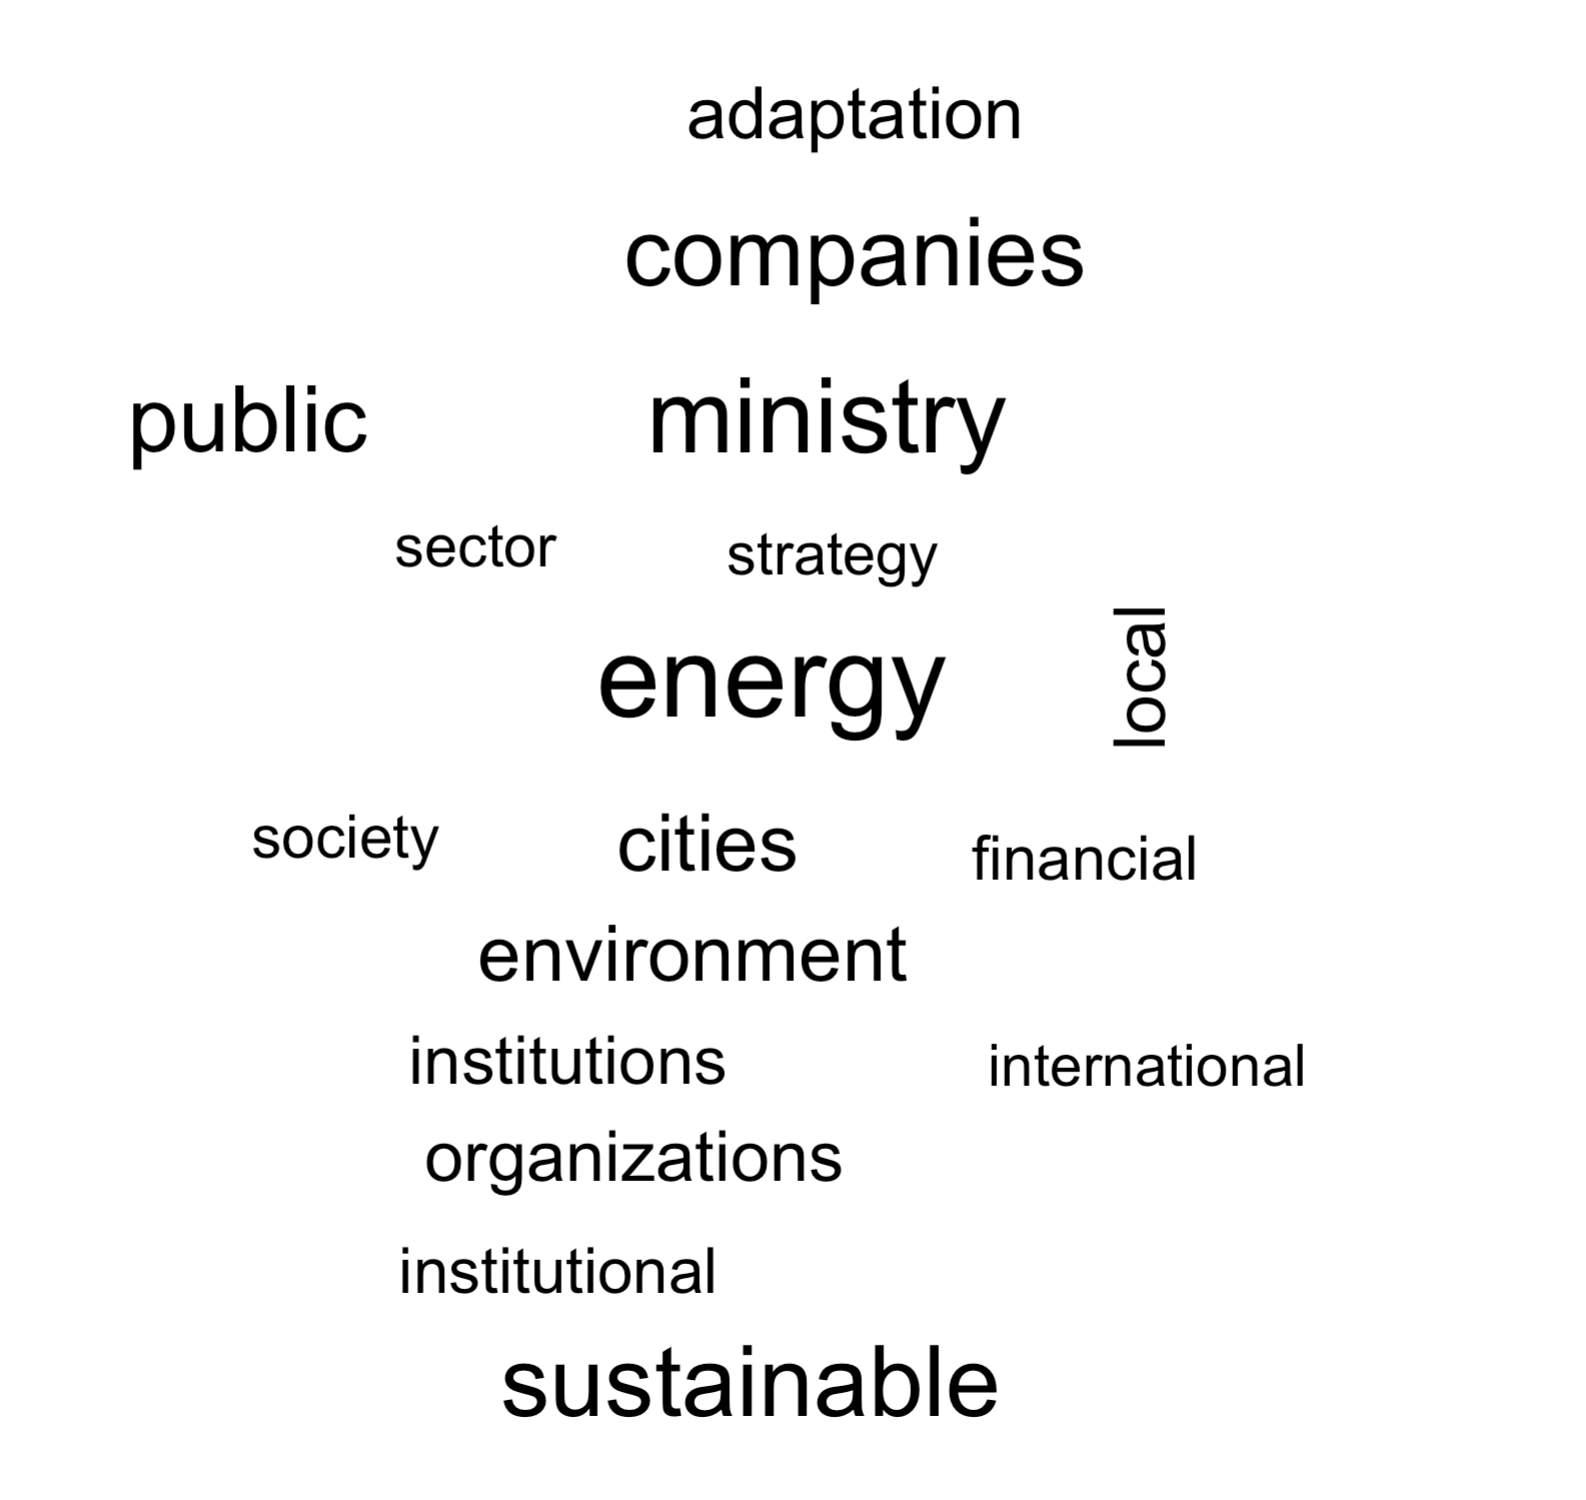 adaptation
companies
public ministry
sector strategy
local
energy
society cities financial
environment
institutions international
organizations
institutional
sustainable